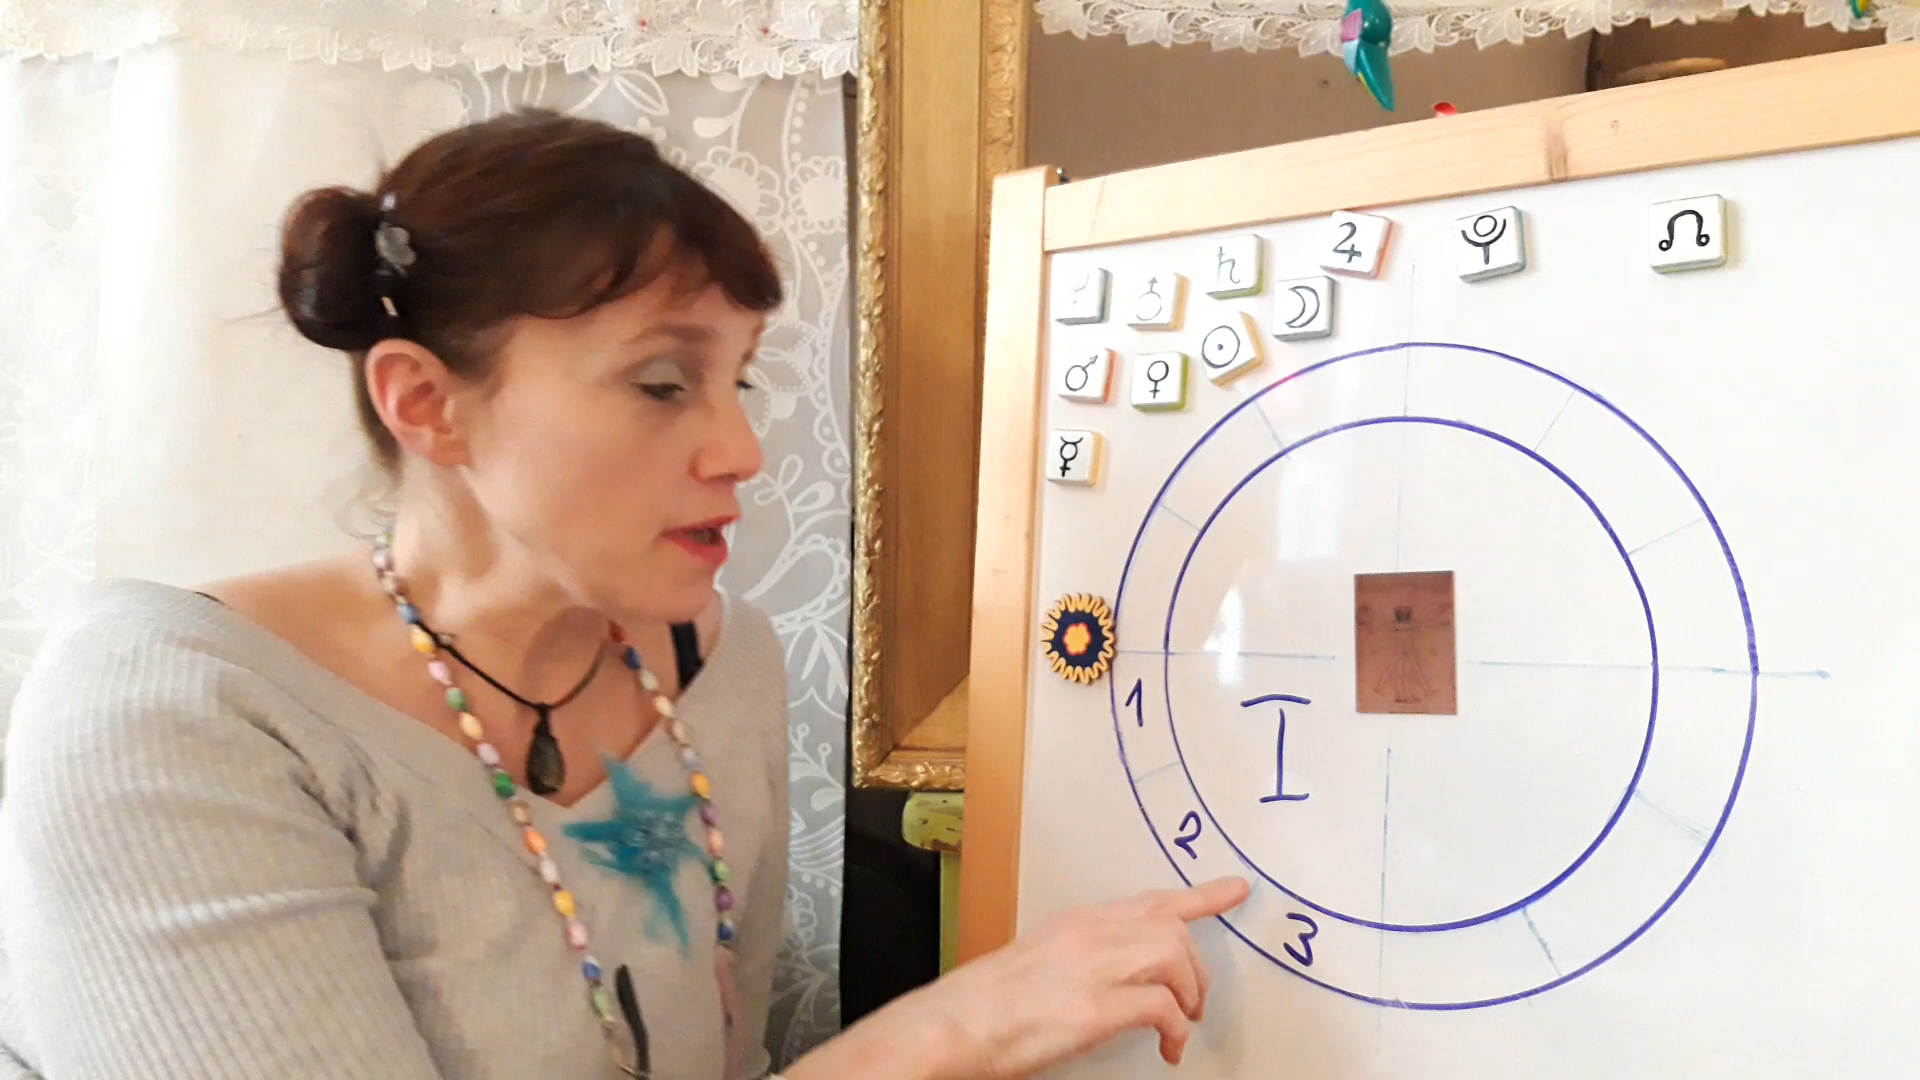 ♄ ♃ ♇ ☊
♆ ♅ ☽
♂ ♀ ☉
☿
1
I
2
3